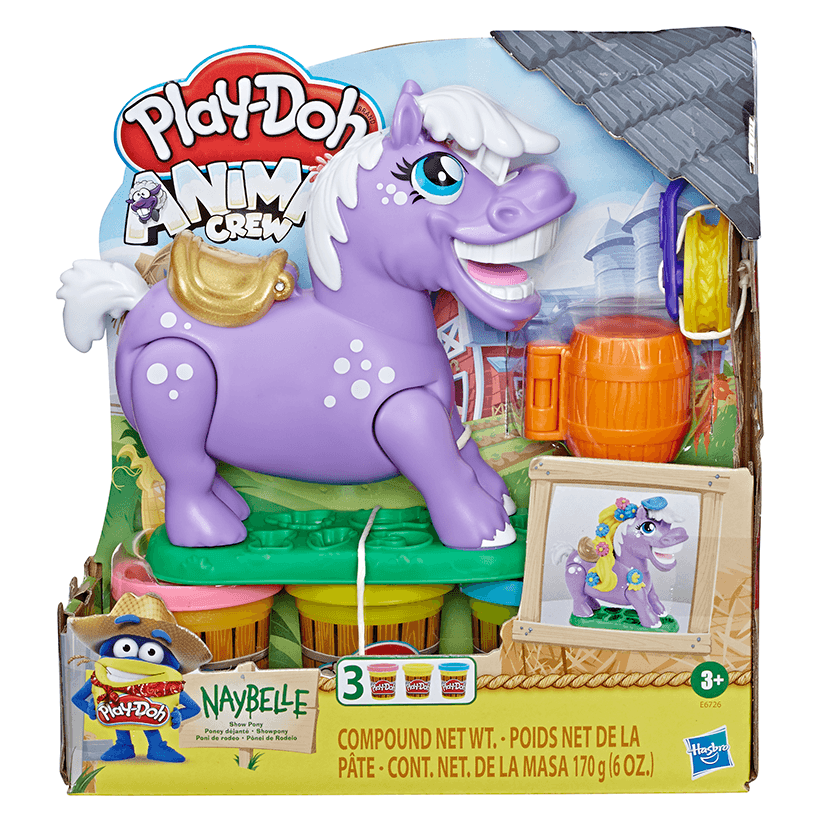 Play-Doh
BRAND
ANIM
CREW
Play-Doh
NAYBELLE
Show Pony
Poney déjanté • Showpony
Poni de rodeo • Pônei de Rodeio
3
Play-Doh Play-Doh Play-Doh
3+
E6726
COMPOUND NET WT. - POIDS NET DE LA
PÂTE - CONT. NET. DE LA MASA 170 g (6 OZ.)
Hasbro